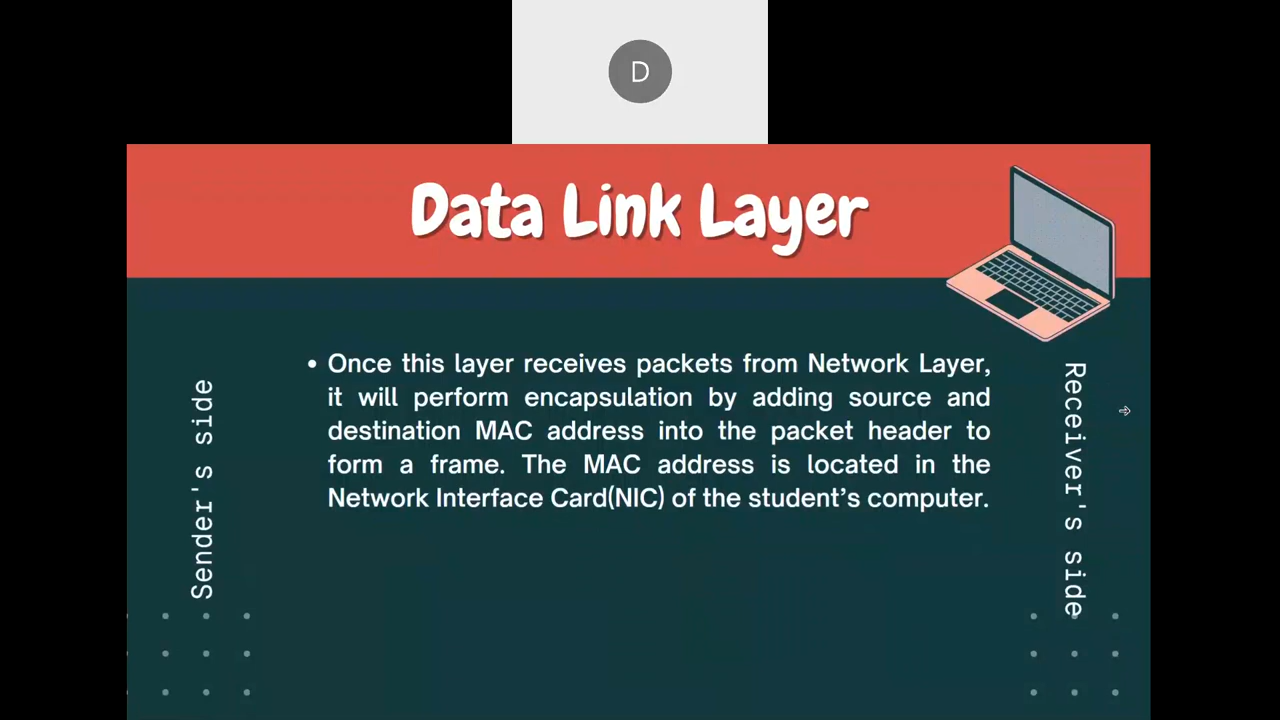 D
Data Link Layer
• Once this layer receives packets from Network Layer,
it will perform encapsulation by adding source and
destination MAC address into the packet header to
form a frame. The MAC address is located in the
Network Interface Card(NIC) of the student’s computer.
Sender's side
Receiver's side